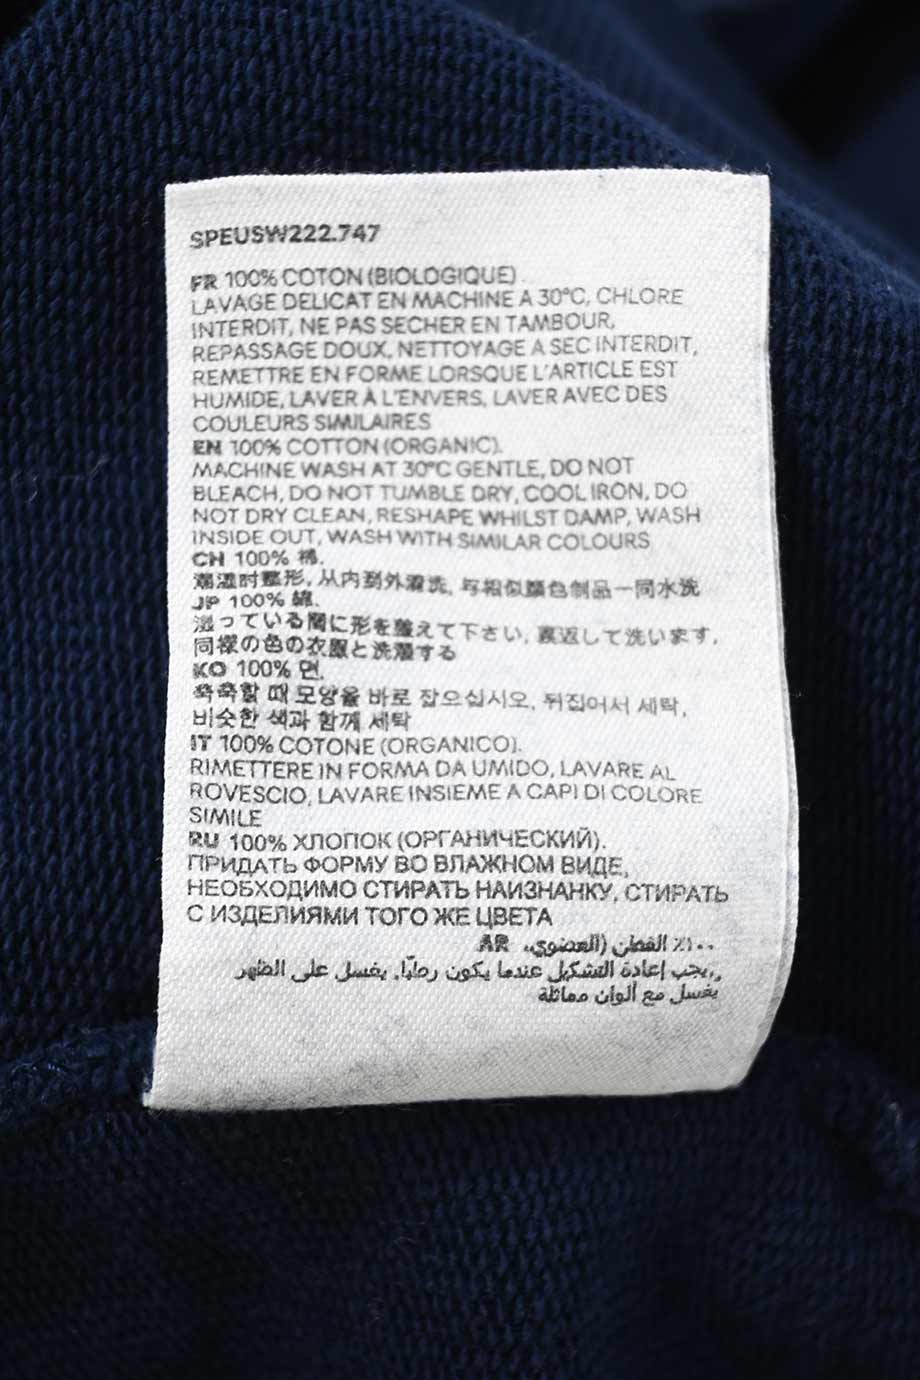 SPEUSW222.747
FR 100% COTON (BIOLOGIQUE).
LAVAGE DELICAT EN MACHINE A 30°C, CHLORE
INTERDIT, NE PAS SECHER EN TAMBOUR,
REPASSAGE DOUX, NETTOYAGE A SEC INTERDIT,
REMETTRE EN FORME LORSQUE L'ARTICLE EST
HUMIDE, LAVER À L'ENVERS, LAVER AVEC DES
COULEURS SIMILAIRES
EN 100% COTTON (ORGANIC).
MACHINE WASH AT 30°C GENTLE, DO NOT
BLEACH, DO NOT TUMBLE DRY, COOL IRON, DO
NOT DRY CLEAN, RESHAPE WHILST DAMP, WASH
INSIDE OUT, WASH WITH SIMILAR COLOURS
CH 100% 棉.
潮湿时整形, 从内到外清洗, 与相似颜色制品一同水洗
JP 100% 綿.
湿っている間に形を整えて下さい, 裏返して洗います,
同様の色の衣服と洗濯する
KO 100% 면.
축축할 때 모양을 바로 잡으십시오, 뒤집어서 세탁,
비슷한 색과 함께 세탁
IT 100% COTONE (ORGANICO).
RIMETTERE IN FORMA DA UMIDO, LAVARE AL
ROVESCIO, LAVARE INSIEME A CAPI DI COLORE
SIMILE
RU 100% ХЛОПОК (ОРГАНИЧЕСКИЙ).
ПРИДАТЬ ФОРМУ ВО ВЛАЖНОМ ВИДЕ,
НЕОБХОДИМО СТИРАТЬ НАИЗНАНКУ, СТИРАТЬ
С ИЗДЕЛИЯМИ ТОГО ЖЕ ЦВЕТА
١٠٠٪ القطن (العضوي). AR
يجب إعادة التشكيل عندما يكون رطبًا, يغسل على الظهر,
يغسل مع ألوان مماثلة